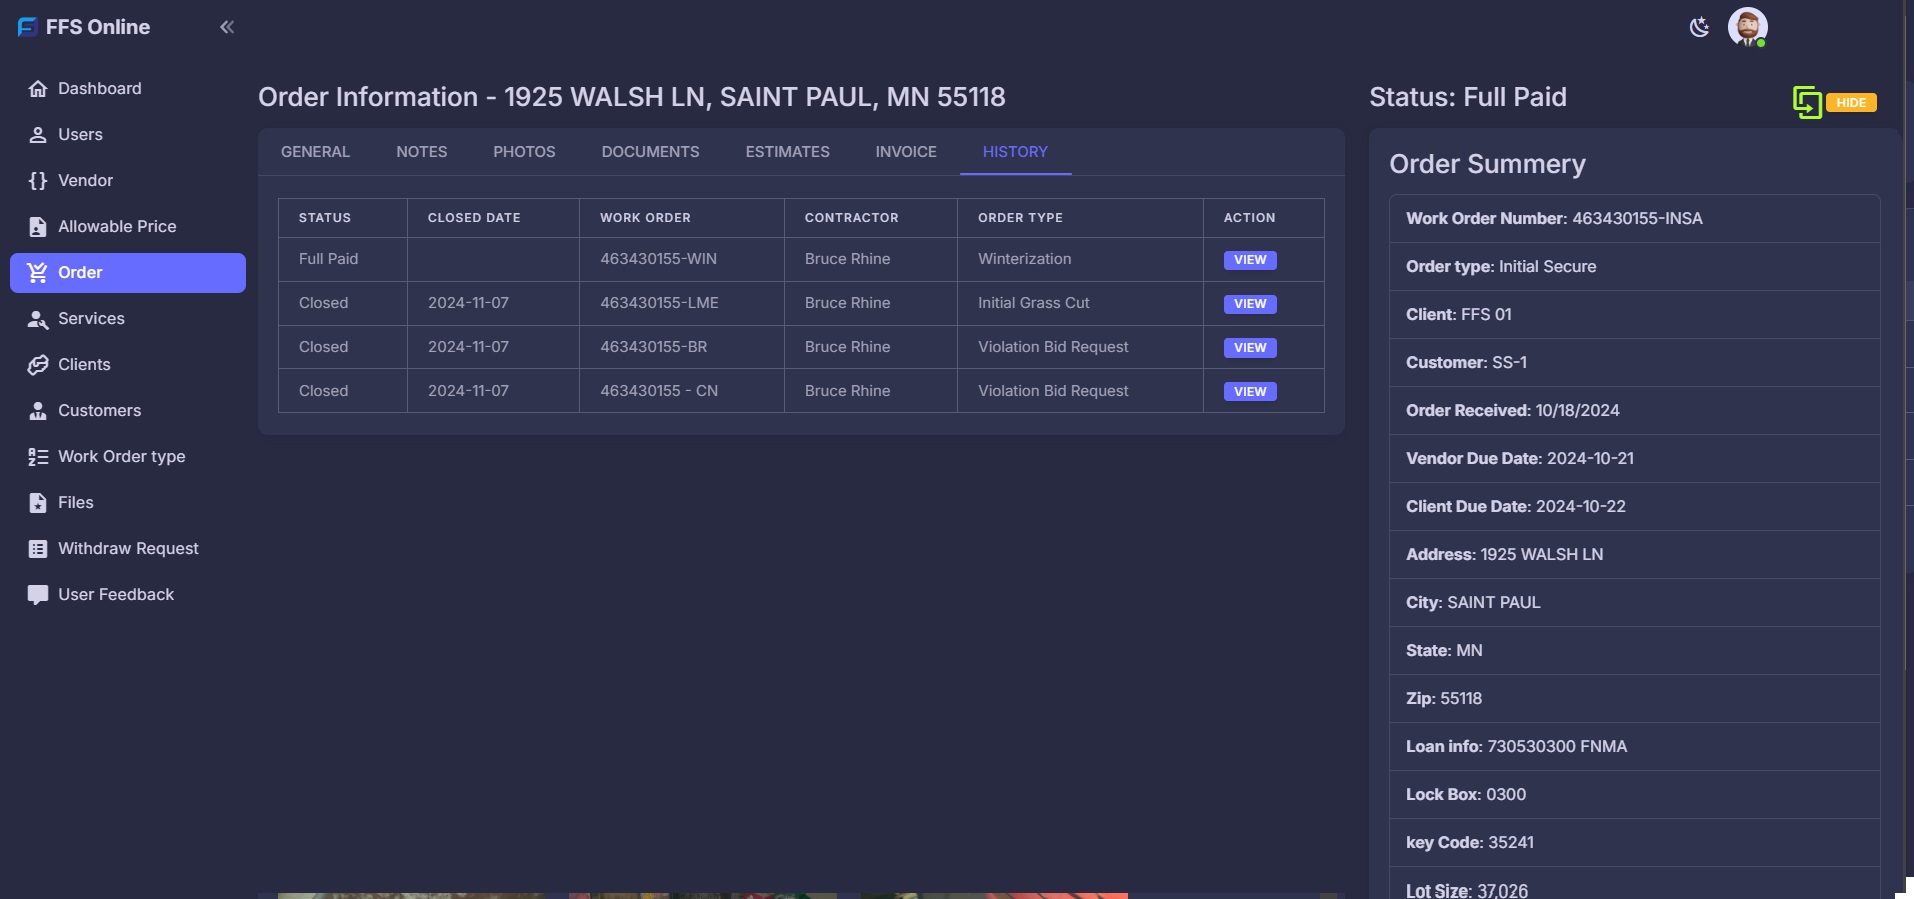 FFS Online
Dashboard
Users
Vendor
Allowable Price
Order
Services
Clients
Customers
Work Order type
Files
Withdraw Request
User Feedback
Order Information - 1925 WALSH LN, SAINT PAUL, MN 55118
GENERAL NOTES PHOTOS DOCUMENTS ESTIMATES INVOICE HISTORY
STATUS CLOSED DATE WORK ORDER CONTRACTOR ORDER TYPE ACTION
Full Paid 463430155-WIN Bruce Rhine Winterization VIEW
Closed 2024-11-07 463430155-LME Bruce Rhine Initial Grass Cut VIEW
Closed 2024-11-07 463430155-BR Bruce Rhine Violation Bid Request VIEW
Closed 2024-11-07 463430155 - CN Bruce Rhine Violation Bid Request VIEW
Status: Full Paid
HIDE
Order Summery
Work Order Number: 463430155-INSA
Order type: Initial Secure
Client: FFS 01
Customer: SS-1
Order Received: 10/18/2024
Vendor Due Date: 2024-10-21
Client Due Date: 2024-10-22
Address: 1925 WALSH LN
City: SAINT PAUL
State: MN
Zip: 55118
Loan info: 730530300 FNMA
Lock Box: 0300
key Code: 35241
Lot Size: 37,026